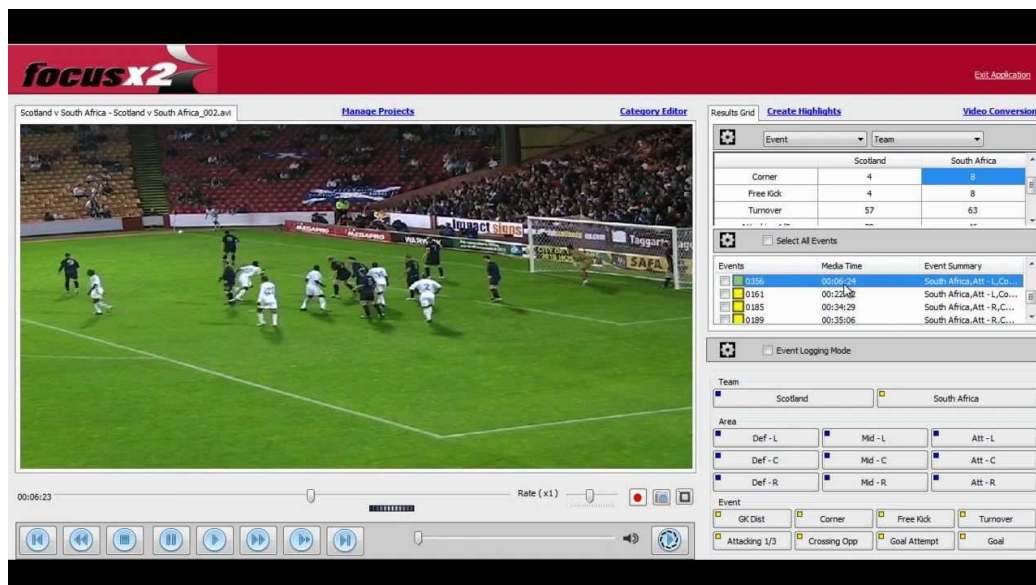 focusx2
Exit Application
Scotland v South Africa - Scotland v South Africa_002.avi
Manage Projects
Category Editor
Results Grid
Create Highlights
Video Conversion
Event
Team
Scotland South Africa
Corner 4 8
Free Kick 4 8
Turnover 57 63
Select All Events
Events Media Time Event Summary
0356 00:06:24 South Africa,Att - L,Co...
0161 South Africa,Att - L,Co...
0185 00:34:29 South Africa,Att - R,C...
0189 00:35:06 South Africa,Att - R,C...
Event Logging Mode
Team
Scotland South Africa
Area
Def - L Mid - L Att - L
Def - C Mid - C Att - C
Def - R Mid - R Att - R
Event
GK Dist Corner Free Kick Turnover
Attacking 1/3 Crossing Opp Goal Attempt Goal
MEGAPRO
MEGAPRO
Impact signs
SAFA
00:06:23
Rate (x1)